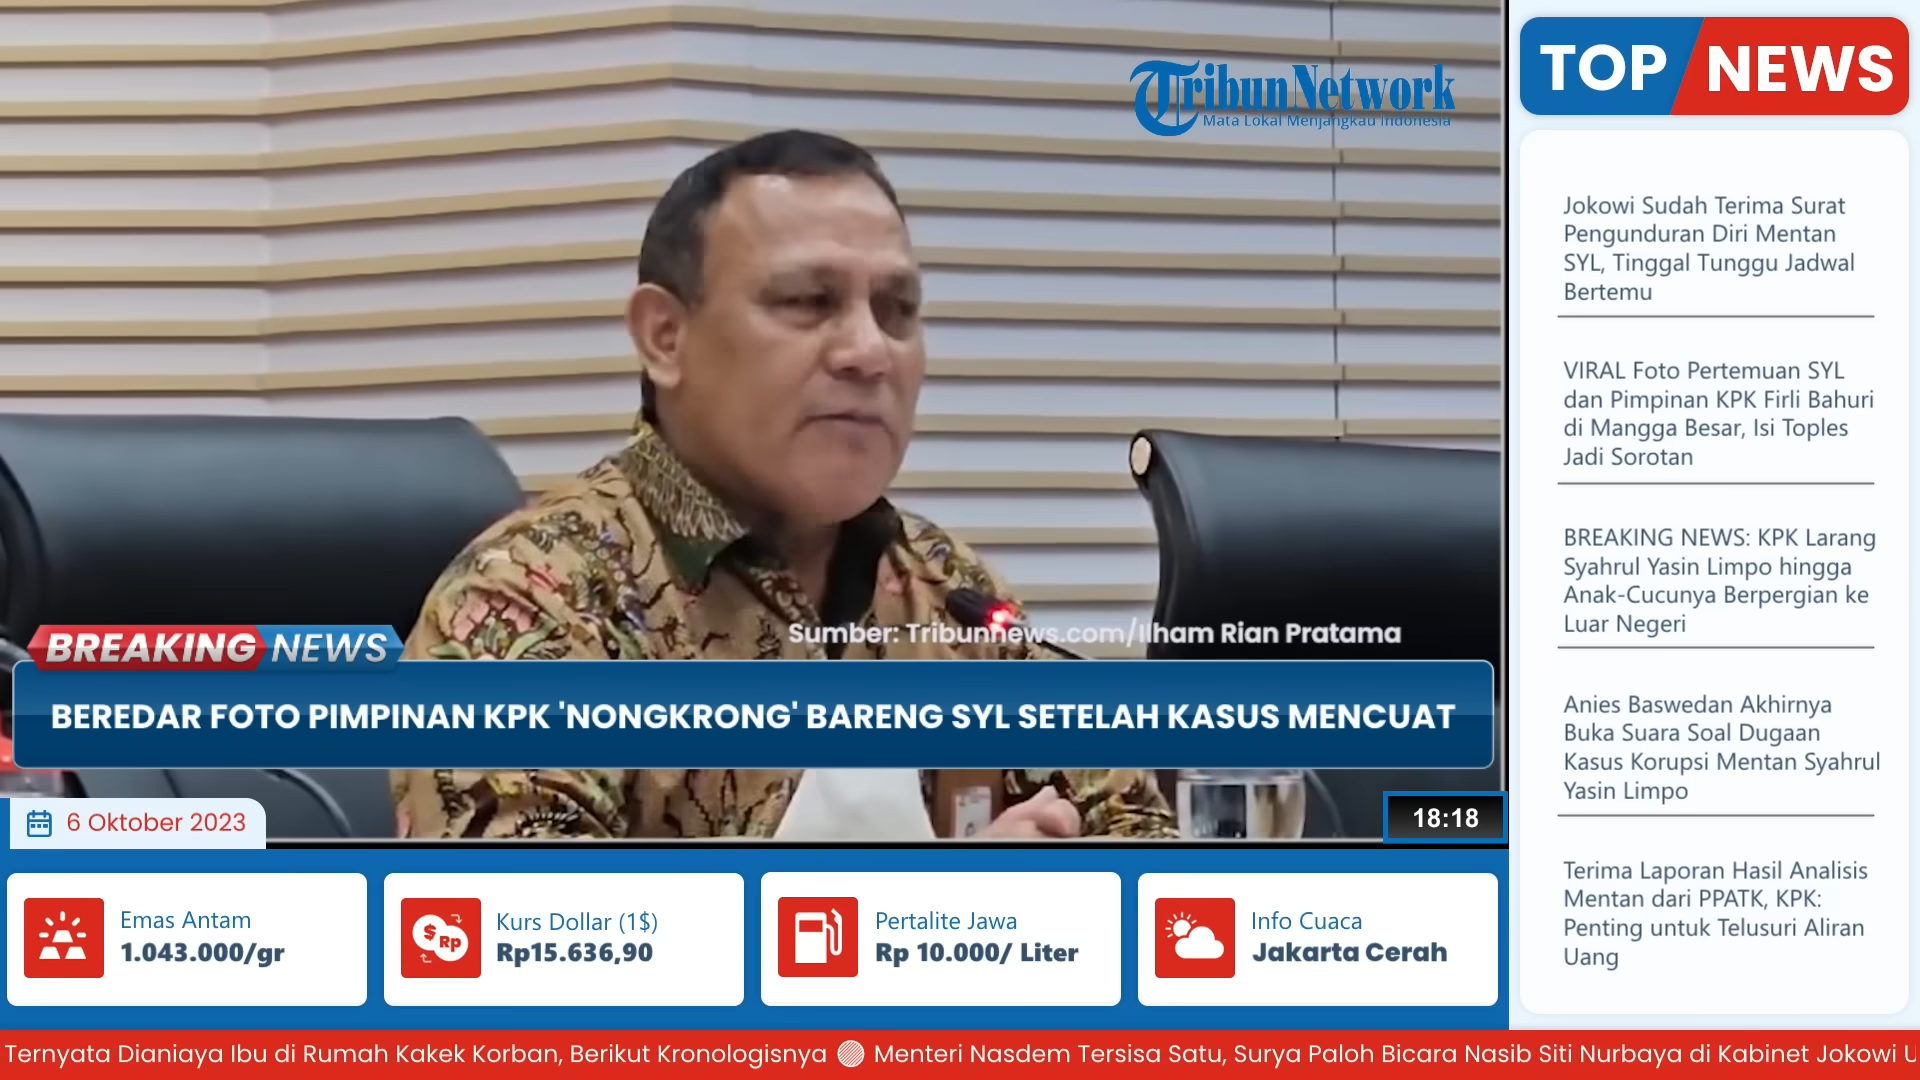 TribunNetwork
Mata Lokal Menjangkau Indonesia
Sumber: Tribunnews.com/Ilham Rian Pratama
BREAKING NEWS
BEREDAR FOTO PIMPINAN KPK 'NONGKRONG' BARENG SYL SETELAH KASUS MENCUAT
6 Oktober 2023
18:18
Emas Antam
1.043.000/gr
Kurs Dollar (1$)
Rp15.636,90
Pertalite Jawa
Rp 10.000/ Liter
Info Cuaca
Jakarta Cerah
TOP NEWS
Jokowi Sudah Terima Surat
Pengunduran Diri Mentan
SYL, Tinggal Tunggu Jadwal
Bertemu
VIRAL Foto Pertemuan SYL
dan Pimpinan KPK Firli Bahuri
di Mangga Besar, Isi Toples
Jadi Sorotan
BREAKING NEWS: KPK Larang
Syahrul Yasin Limpo hingga
Anak-Cucunya Berpergian ke
Luar Negeri
Anies Baswedan Akhirnya
Buka Suara Soal Dugaan
Kasus Korupsi Mentan Syahrul
Yasin Limpo
Terima Laporan Hasil Analisis
Mentan dari PPATK, KPK:
Penting untuk Telusuri Aliran
Uang
Ternyata Dianiaya Ibu di Rumah Kakek Korban, Berikut Kronologisnya Menteri Nasdem Tersisa Satu, Surya Paloh Bicara Nasib Siti Nurbaya di Kabinet Jokowi